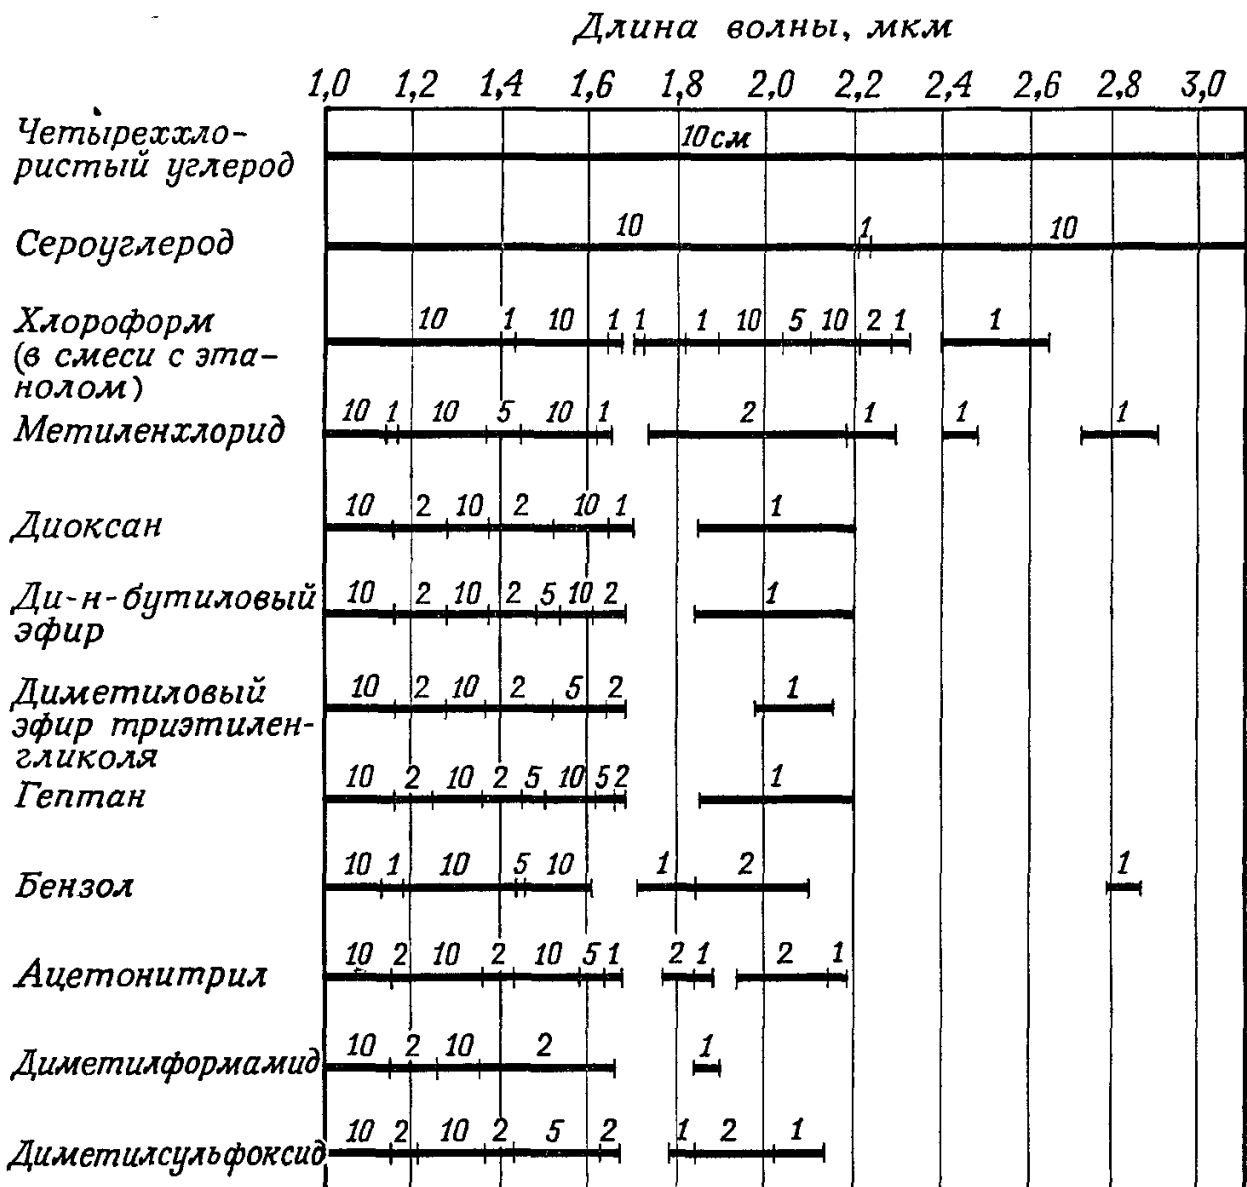 Длина волны, мкм
1,0 1,2 1,4 1,6 1,8 2,0 2,2 2,4 2,6 2,8 3,0
Четыреххло-
ристый углерод
10 см
Сероуглерод
10 1 10
Хлороформ
(в смеси с эта-
нолом)
10 1 10 1 1 1 10 5 10 2 1 1
Метиленхлорид
10 1 10 5 10 1 2 1 1 1
Диоксан
10 2 10 2 10 1 1
Ди-н-бутиловый
эфир
10 2 10 2 5 10 2 1
Диметиловый
эфир триэтилен-
гликоля
10 2 10 2 5 2 1
Гептан
10 2 10 2 5 10 5 2 1
Бензол
10 1 10 5 10 1 2 1
Ацетонитрил
10 2 10 2 10 5 1 2 1 2 1
Диметилформамид
10 2 10 2 1
Диметилсульфоксид
10 2 10 2 5 2 1 2 1